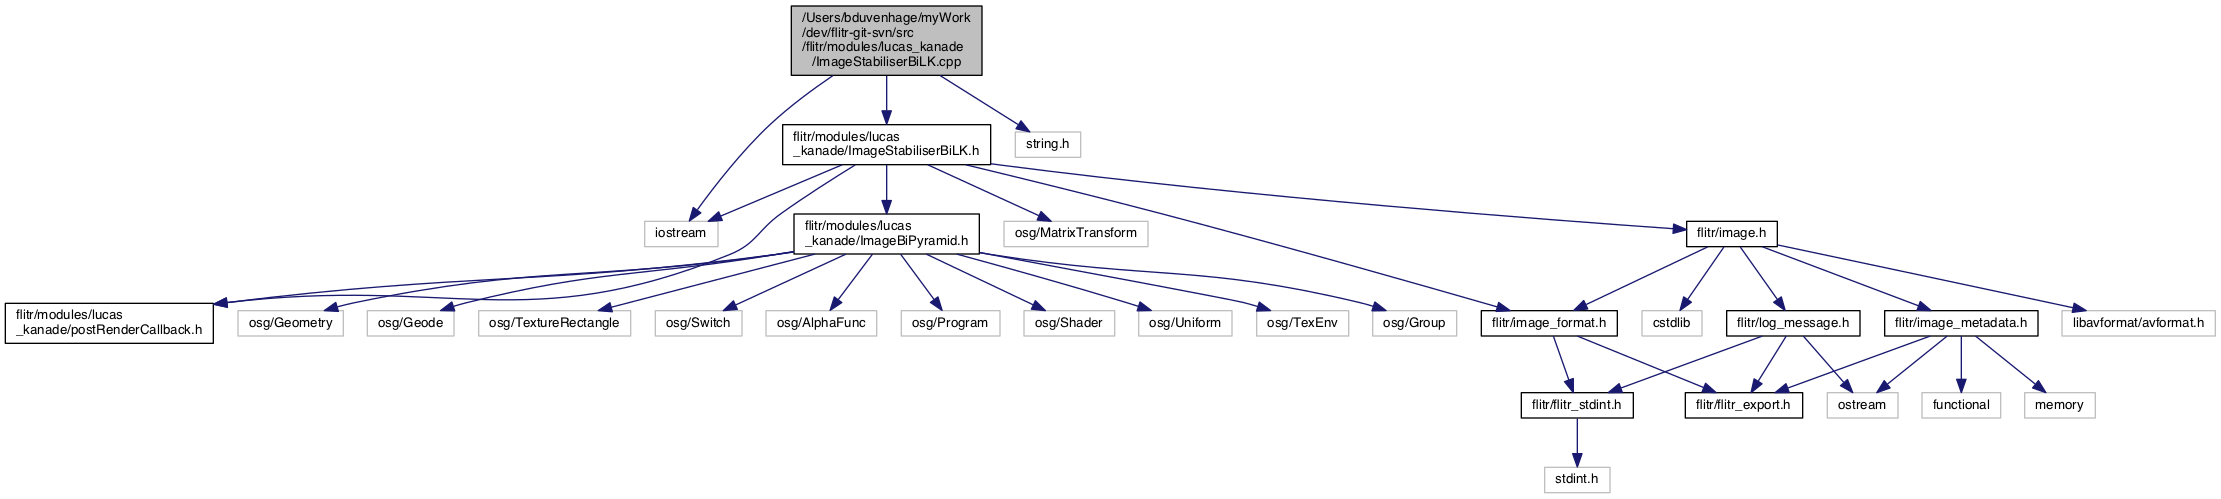 /Users/bduvenhage/myWork
/dev/flitr-git-svn/src
/flitr/modules/lucas_kanade
/ImageStabiliserBiLK.cpp
flitr/modules/lucas
_kanade/ImageStabiliserBiLK.h
string.h
iostream
flitr/modules/lucas
_kanade/ImageBiPyramid.h
osg/MatrixTransform
flitr/image.h
flitr/modules/lucas
_kanade/postRenderCallback.h
osg/Geometry
osg/Geode
osg/TextureRectangle
osg/Switch
osg/AlphaFunc
osg/Program
osg/Shader
osg/Uniform
osg/TexEnv
osg/Group
flitr/image_format.h
cstdlib
flitr/log_message.h
flitr/image_metadata.h
libavformat/avformat.h
flitr/flitr_stdint.h
flitr/flitr_export.h
ostream
functional
memory
stdint.h